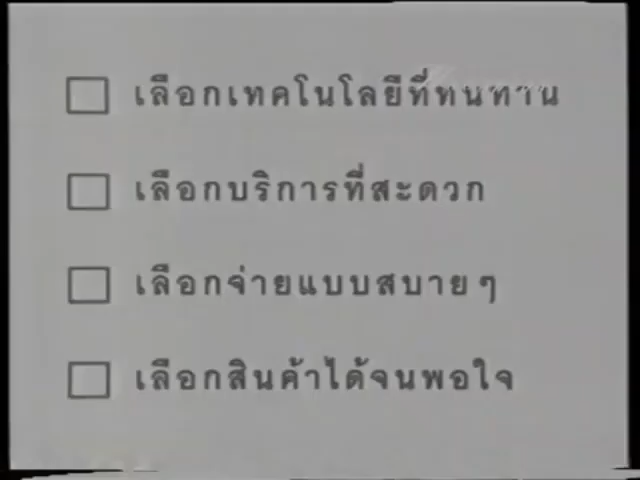 เลือกเทคโนโลยีที่ทนทาน
เลือกบริการที่สะดวก
เลือกจ่ายแบบสบายๆ
เลือกสินค้าได้จนพอใจ